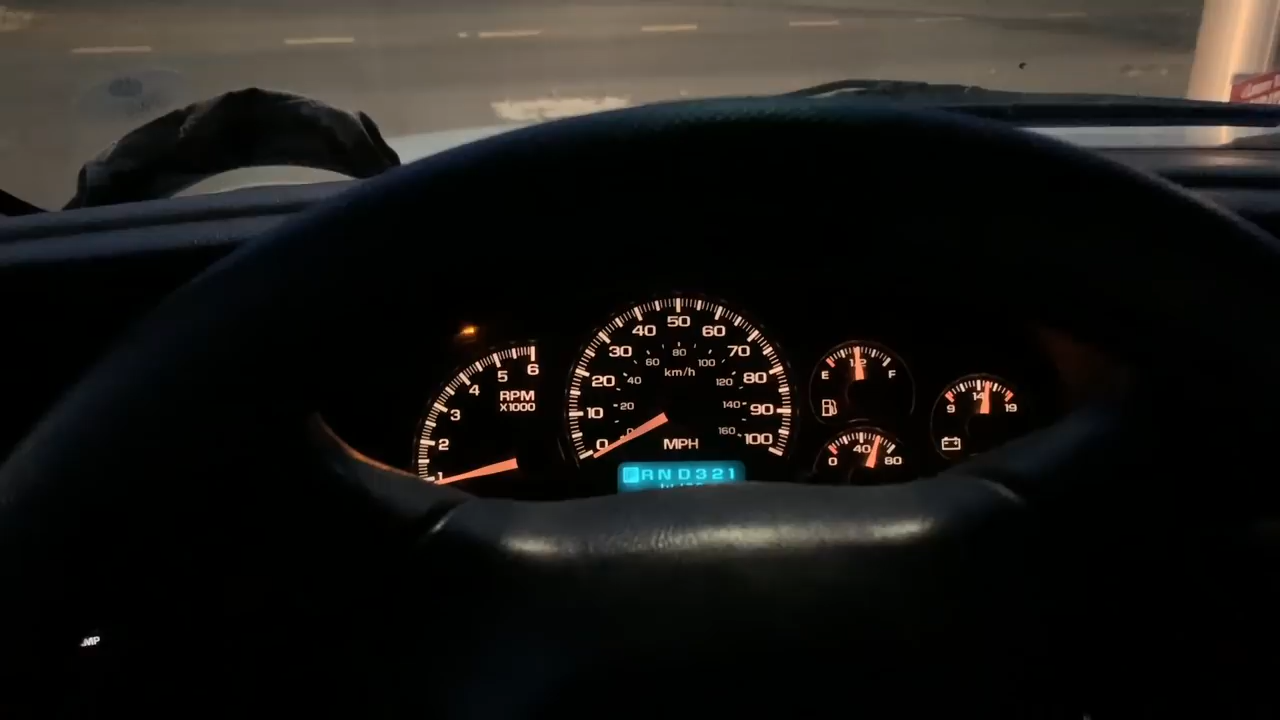 1 2 3 4 5 6
RPM
X1000
0 10 20 30 40 50 60 70 80 90 100
20 40 60 80 100 120 140 160
km/h
MPH
PRND321
E 1/2 F
0 40 80
9 14 19